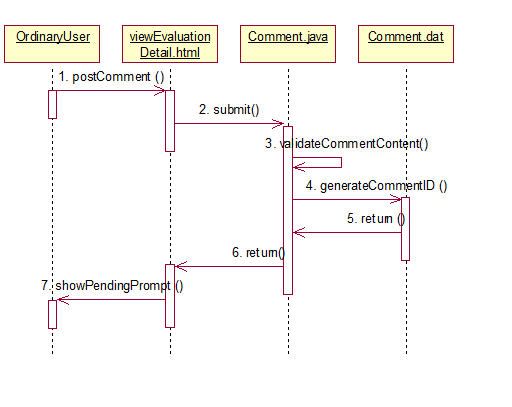 OrdinaryUser
viewEvaluation
Detail.html
Comment.java
Comment.dat
1. postComment ()
2. submit()
3. validateCommentContent()
4. generateCommentID ()
5. return ()
6. return()
7. showPendingPrompt ()